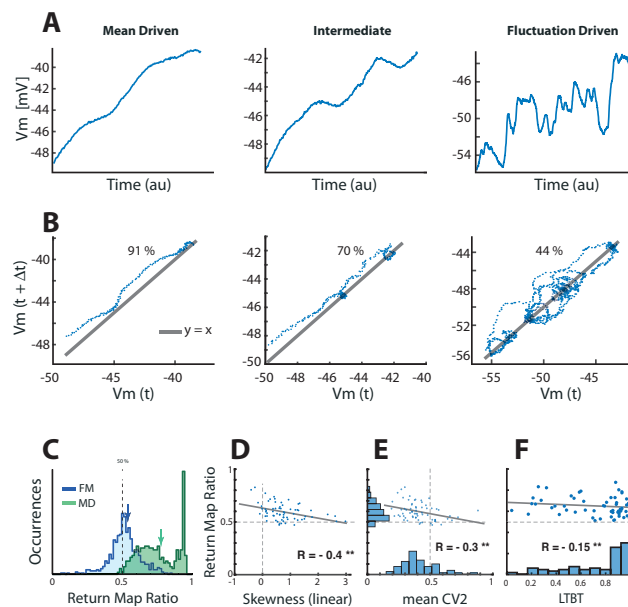 A
Mean Driven
Intermediate
Fluctuation Driven
Vm [mV]
-40
-42
-44
-46
-48
Time (au)
-42
-44
-46
-48
Time (au)
-46
-50
-54
Time (au)
B
Vm (t + Δt)
-40
-44
-48
91 %
y = x
-50
-45
-40
Vm (t)
-42
-44
-46
-48
-50
70 %
-50
-48
-46
-44
-42
-40
Vm (t)
-44
-48
-52
-56
44 %
-55
-50
-45
Vm (t)
C
Occurrences
50 %
FM
MD
0
0.5
1
Return Map Ratio
D
Return Map Ratio
1
0.5
0
R = - 0.4 **
-1
0
1
2
3
Skewness (linear)
E
1
0.5
0
R = - 0.3 **
0
0.5
1
mean CV2
F
R = - 0.15 **
0
0.2
0.4
0.6
0.8
LTBT